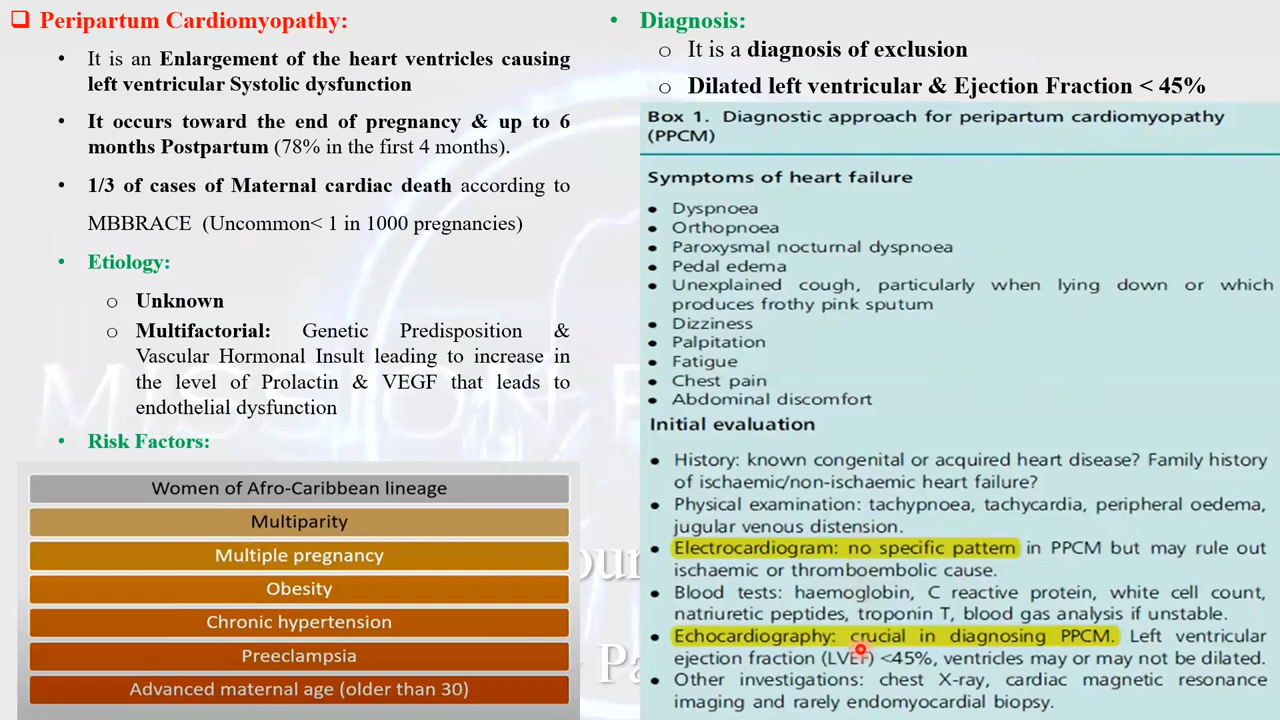 ❑ Peripartum Cardiomyopathy:
• It is an Enlargement of the heart ventricles causing
left ventricular Systolic dysfunction
• It occurs toward the end of pregnancy & up to 6
months Postpartum (78% in the first 4 months).
• 1/3 of cases of Maternal cardiac death according to
MBBRACE (Uncommon< 1 in 1000 pregnancies)
• Etiology:
o Unknown
o Multifactorial: Genetic Predisposition &
Vascular Hormonal Insult leading to increase in
the level of Prolactin & VEGF that leads to
endothelial dysfunction
• Risk Factors:
Women of Afro-Caribbean lineage
Multiparity
Multiple pregnancy
Obesity
Chronic hypertension
Preeclampsia
Advanced maternal age (older than 30)
• Diagnosis:
o It is a diagnosis of exclusion
o Dilated left ventricular & Ejection Fraction < 45%
Box 1. Diagnostic approach for peripartum cardiomyopathy
(PPCM)
Symptoms of heart failure
• Dyspnoea
• Orthopnoea
• Paroxysmal nocturnal dyspnoea
• Pedal edema
• Unexplained cough, particularly when lying down or which
produces frothy pink sputum
• Dizziness
• Palpitation
• Fatigue
• Chest pain
• Abdominal discomfort
Initial evaluation
• History: known congenital or acquired heart disease? Family history
of ischaemic/non-ischaemic heart failure?
• Physical examination: tachypnoea, tachycardia, peripheral oedema,
jugular venous distension.
• Electrocardiogram: no specific pattern in PPCM but may rule out
ischaemic or thromboembolic cause.
• Blood tests: haemoglobin, C reactive protein, white cell count,
natriuretic peptides, troponin T, blood gas analysis if unstable.
• Echocardiography: crucial in diagnosing PPCM. Left ventricular
ejection fraction (LVEF) <45%, ventricles may or may not be dilated.
• Other investigations: chest X-ray, cardiac magnetic resonance
imaging and rarely endomyocardial biopsy.
MISSION